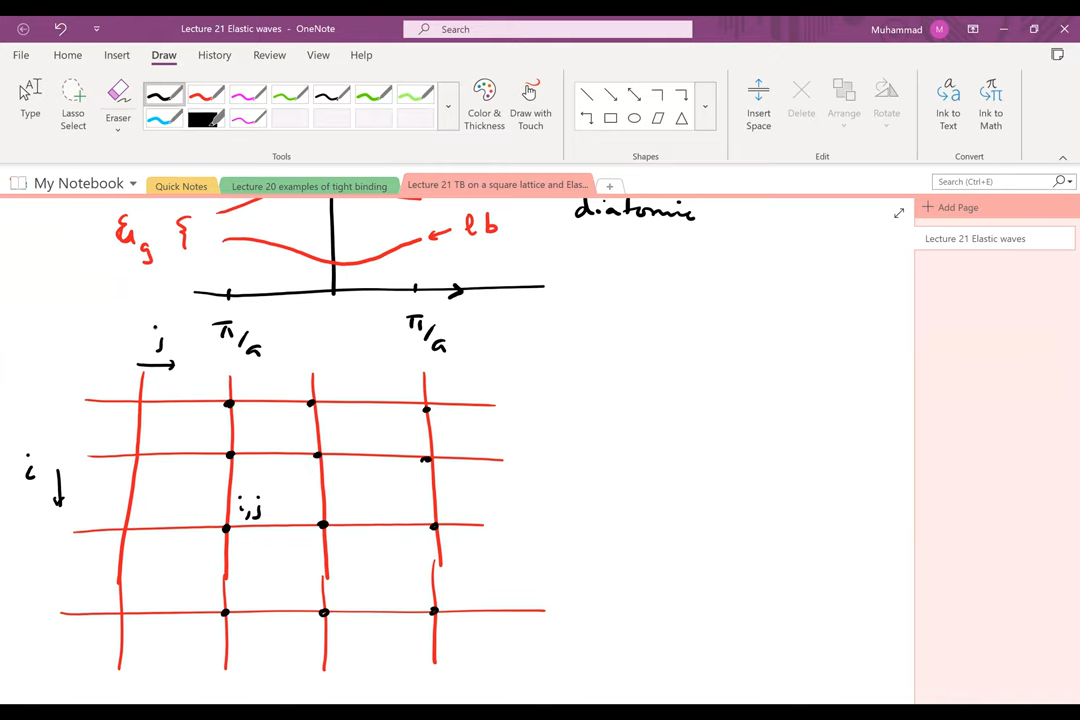 Lecture 21 Elastic waves - OneNote
Search
Muhammad
M
File Home Insert Draw History Review View Help
Type
Lasso Select
Eraser
Color & Thickness
Draw with Touch
Insert Space
Delete
Arrange
Rotate
Ink to Text
Ink to Math
Tools
Shapes
Edit
Convert
My Notebook
Quick Notes
Lecture 20 examples of tight binding
Lecture 21 TB on a square lattice and Elas...
Search (Ctrl+E)
Add Page
Lecture 21 Elastic waves
diatomic
g {
l b
π/a
π/a
j
i
i,j